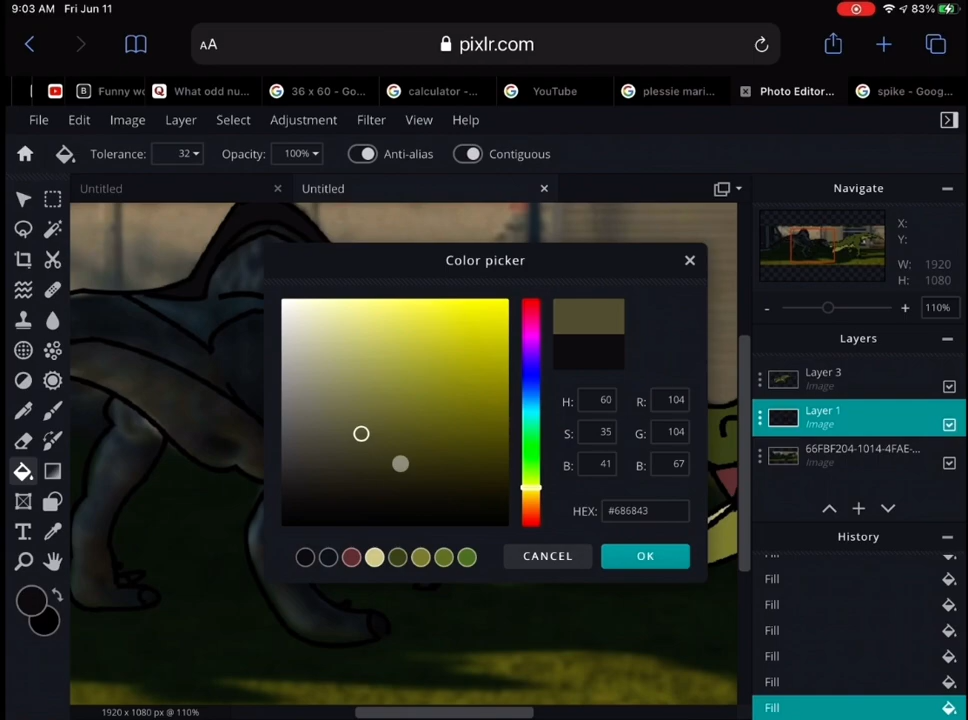 9:03 AM Fri Jun 11 83%
AA pixlr.com
Funny wo What odd nu... 36 x 60 - Go... calculator -... YouTube plessie mari... Photo Editor... spike - Goog...
File Edit Image Layer Select Adjustment Filter View Help
Tolerance: 32 Opacity: 100% Anti-alias Contiguous
Untitled Untitled Navigate
Color picker
X:
Y:
W: 1920
H: 1080
- + 110%
Layers
Layer 3
Image
Layer 1
Image
66FBF204-1014-4FAE-...
Image
H: 60 R: 104
S: 35 G: 104
B: 41 B: 67
HEX: #686843
CANCEL OK
History
Fill
Fill
Fill
Fill
Fill
Fill
Fill
1920 x 1080 px @ 110%